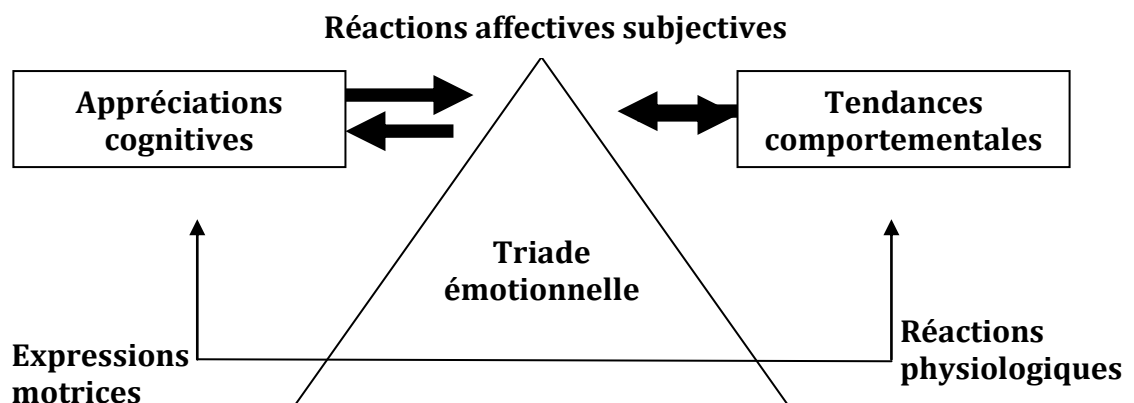 Réactions affectives subjectives
Appréciations
cognitives
Tendances
comportementales
Triade
émotionnelle
Expressions
motrices
Réactions
physiologiques